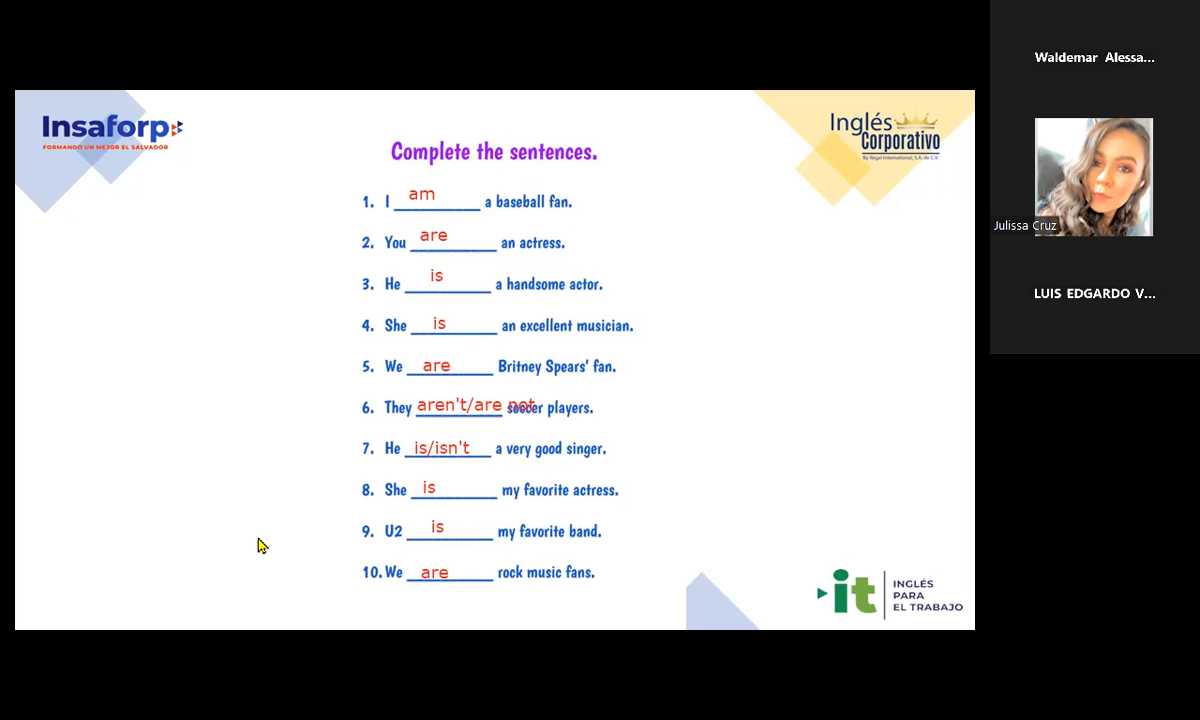 Waldemar Alessa...
Insaforp
FORMANDO UN MEJOR EL SALVADOR
Inglés
Corporativo
By Regal International, S.A. de C.V.
Complete the sentences.
1. I am a baseball fan.
2. You are an actress.
3. He is a handsome actor.
4. She is an excellent musician.
5. We are Britney Spears' fan.
6. They aren't/are not soccer players.
7. He is/isn't a very good singer.
8. She is my favorite actress.
9. U2 is my favorite band.
10. We are rock music fans.
Julissa Cruz
LUIS EDGARDO V...
it
INGLÉS
PARA
EL TRABAJO